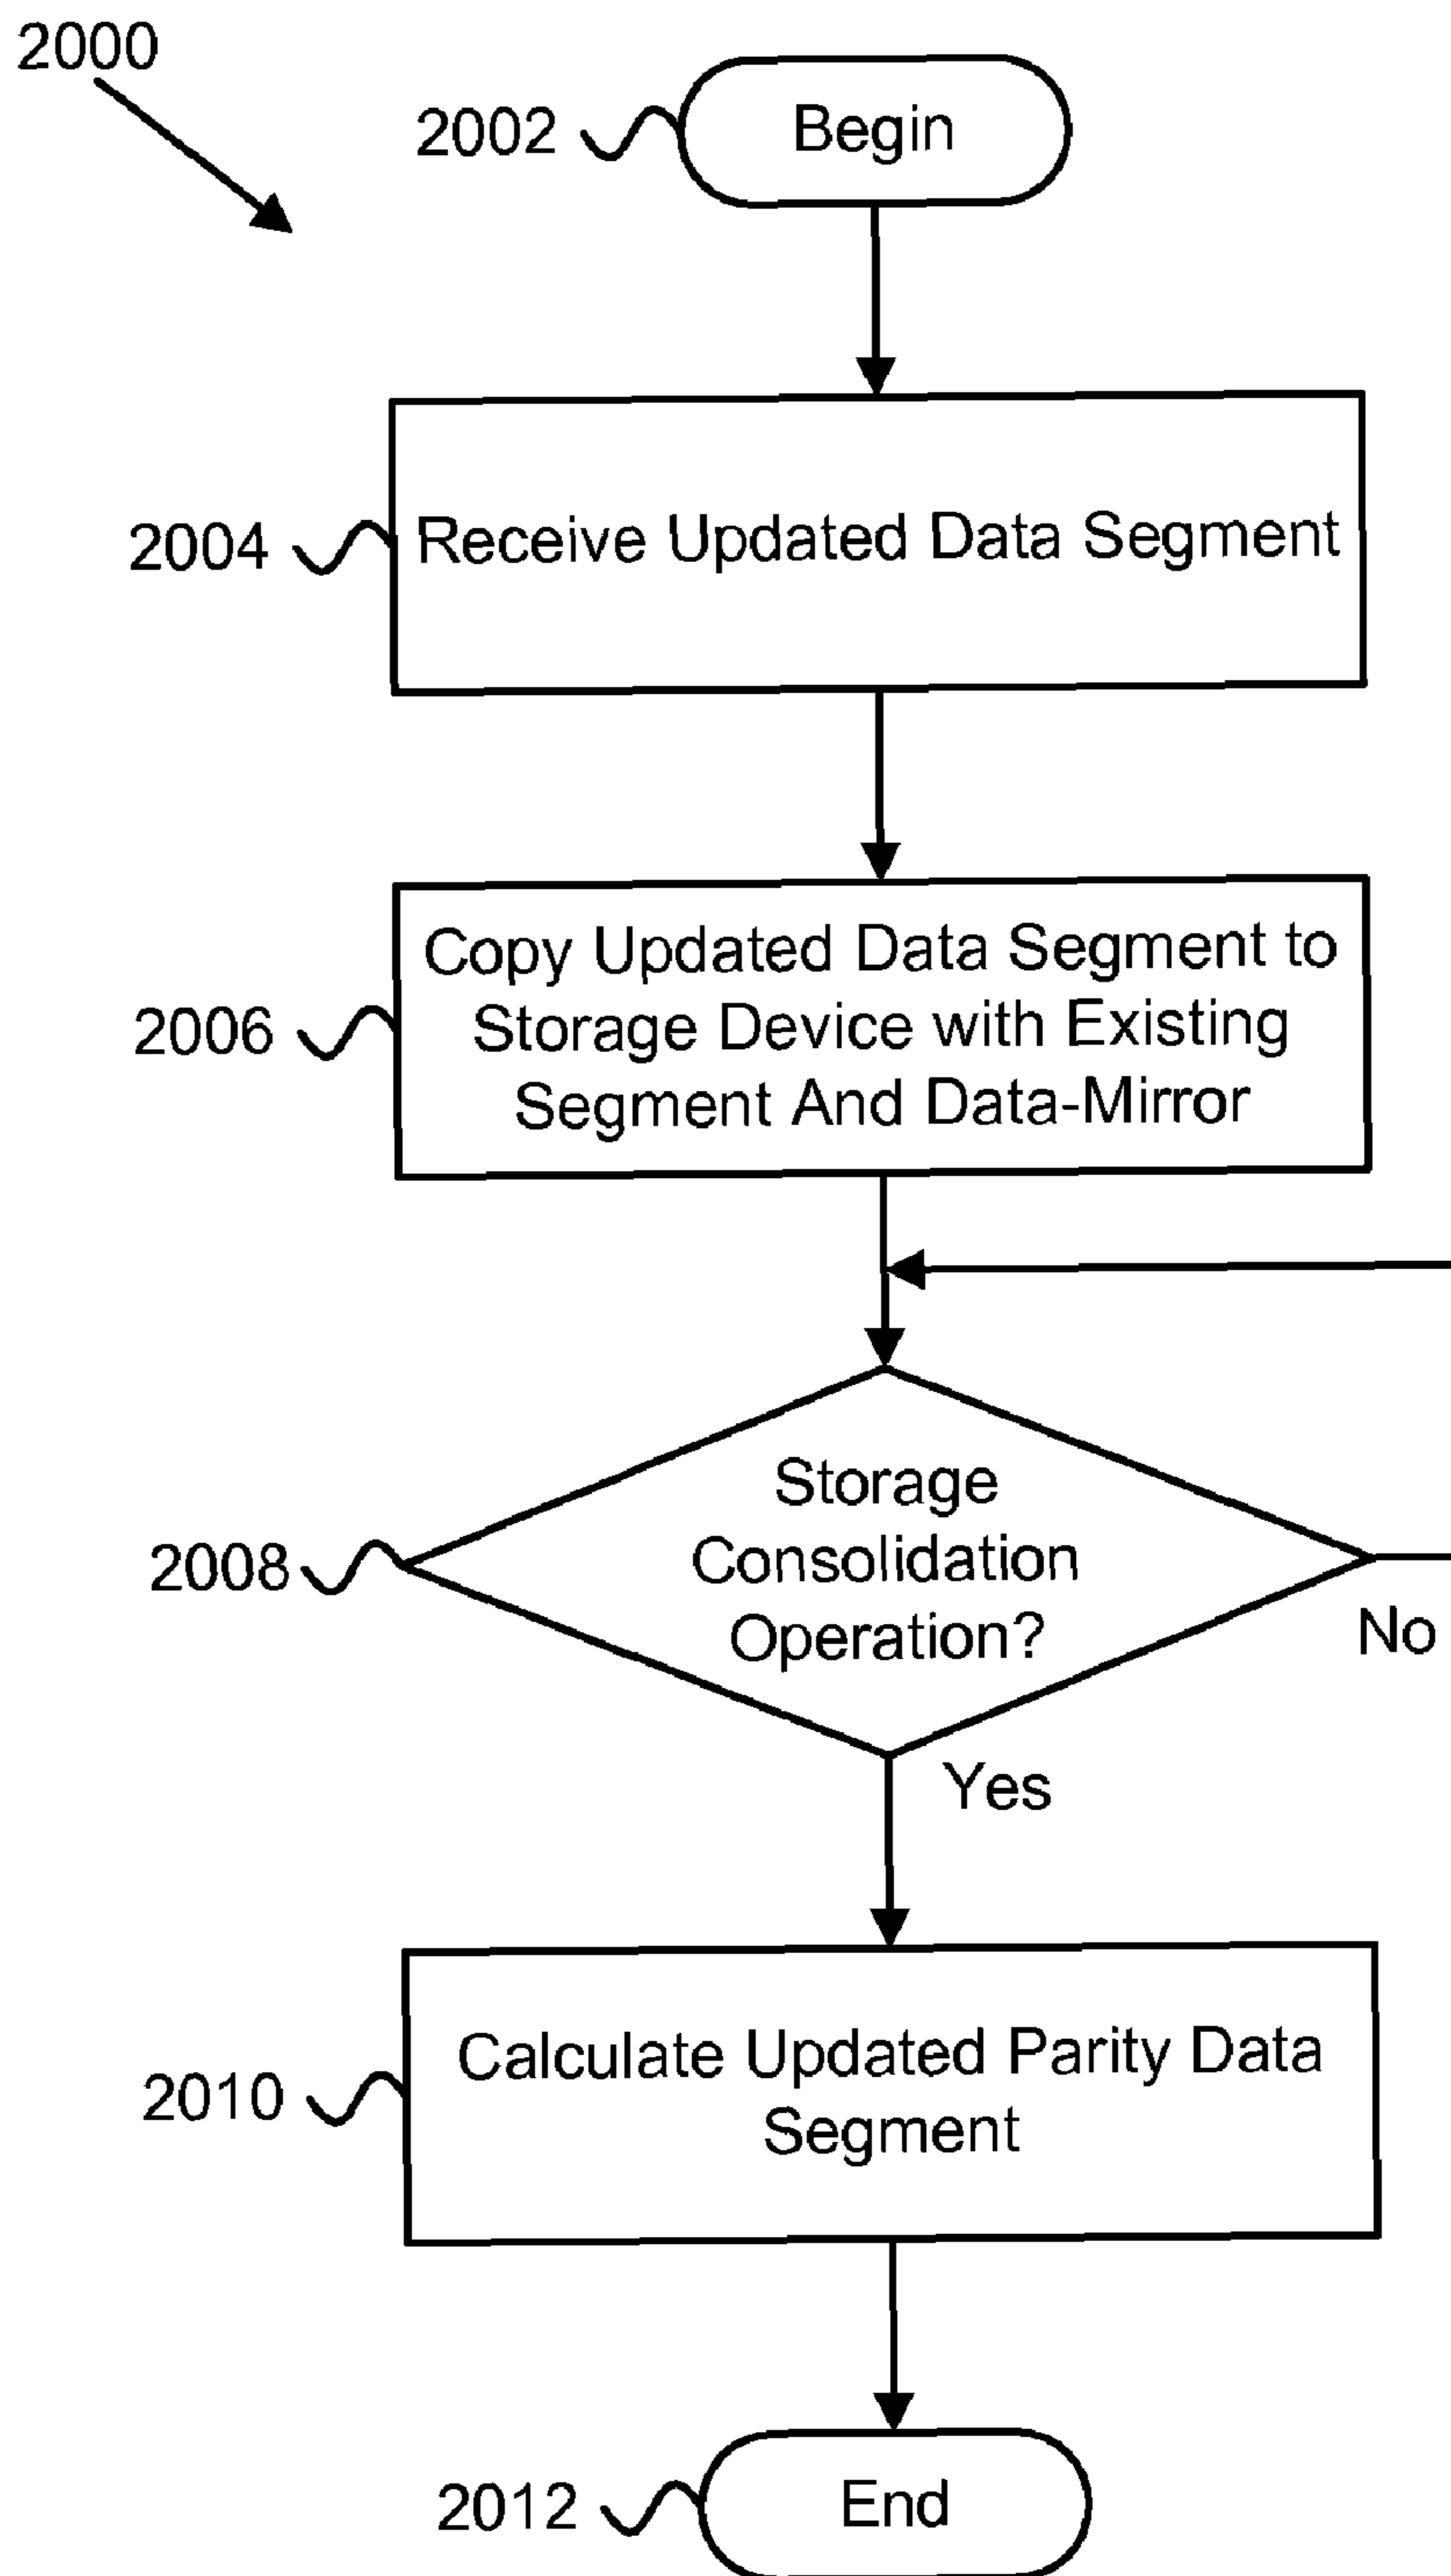 2000
2002
Begin
2004
Receive Updated Data Segment
2006
Copy Updated Data Segment to
Storage Device with Existing
Segment And Data-Mirror
2008
Storage
Consolidation
Operation?
No
Yes
2010
Calculate Updated Parity Data
Segment
2012
End